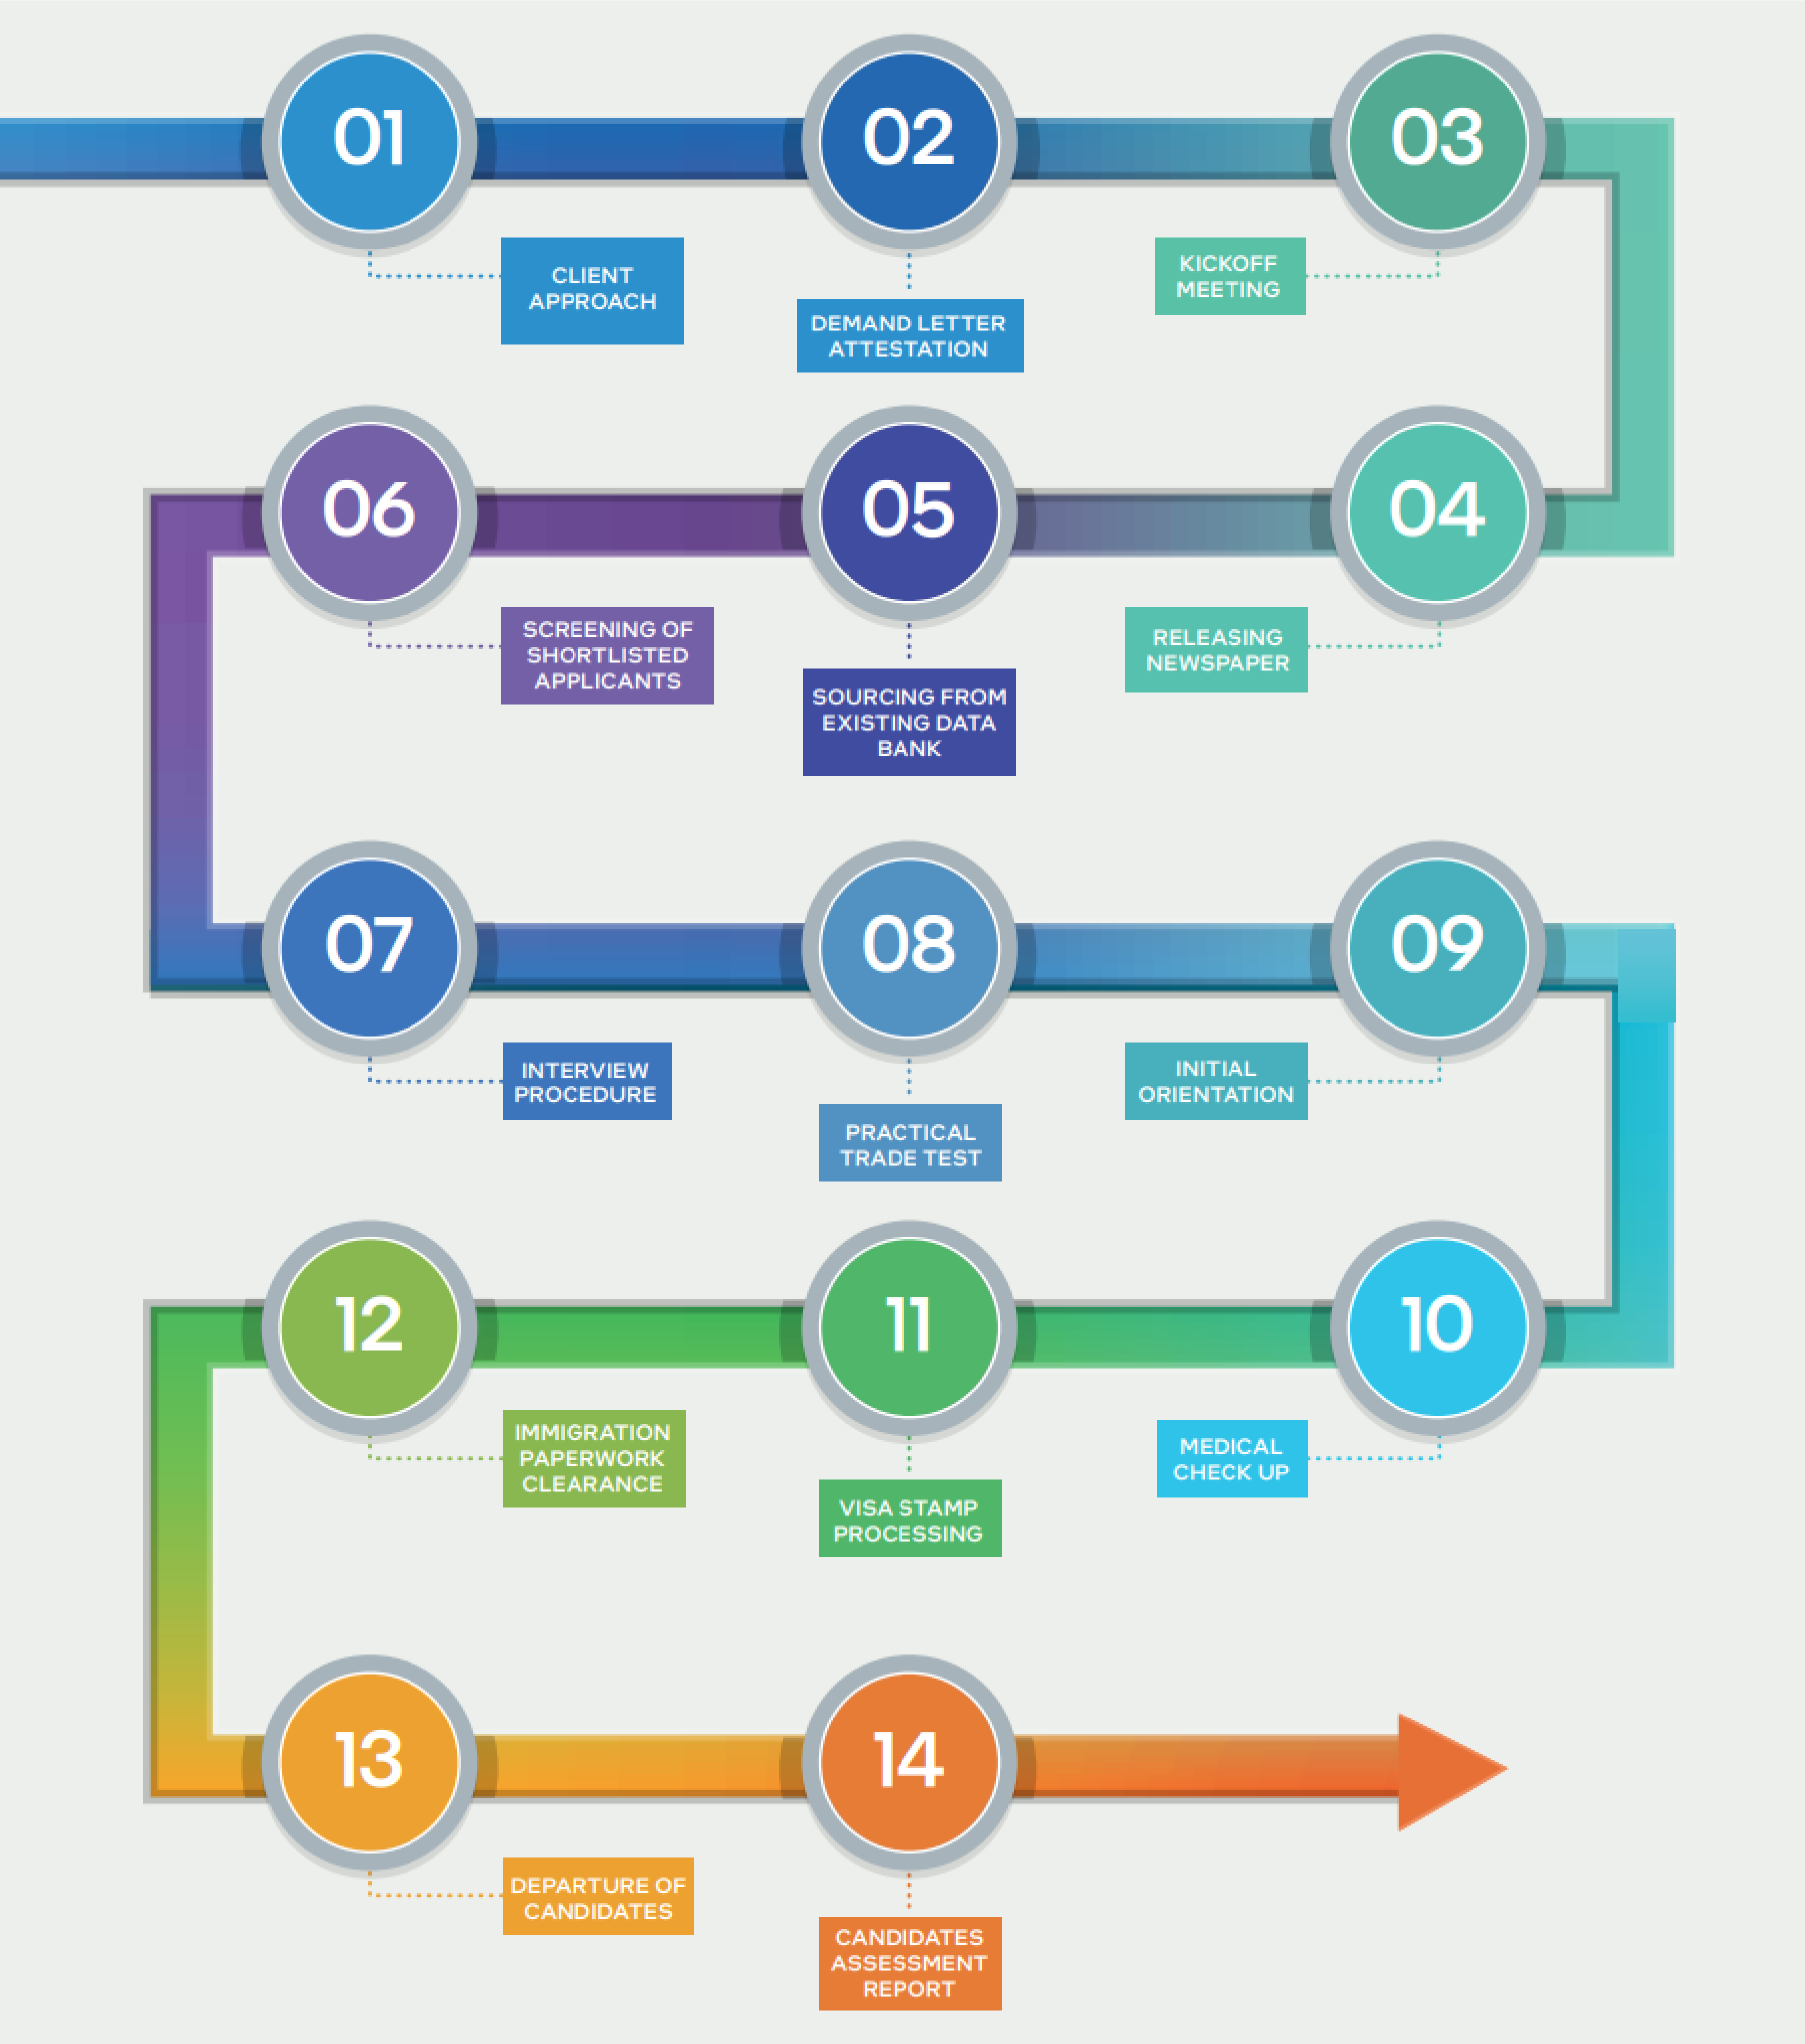 01
CLIENT
APPROACH
02
DEMAND LETTER
ATTESTATION
03
KICKOFF
MEETING
04
RELEASING
NEWSPAPER
05
SOURCING FROM
EXISTING DATA
BANK
06
SCREENING OF
SHORTLISTED
APPLICANTS
07
INTERVIEW
PROCEDURE
08
PRACTICAL
TRADE TEST
09
INITIAL
ORIENTATION
10
MEDICAL
CHECK UP
11
VISA STAMP
PROCESSING
12
IMMIGRATION
PAPERWORK
CLEARANCE
13
DEPARTURE OF
CANDIDATES
14
CANDIDATES
ASSESSMENT
REPORT